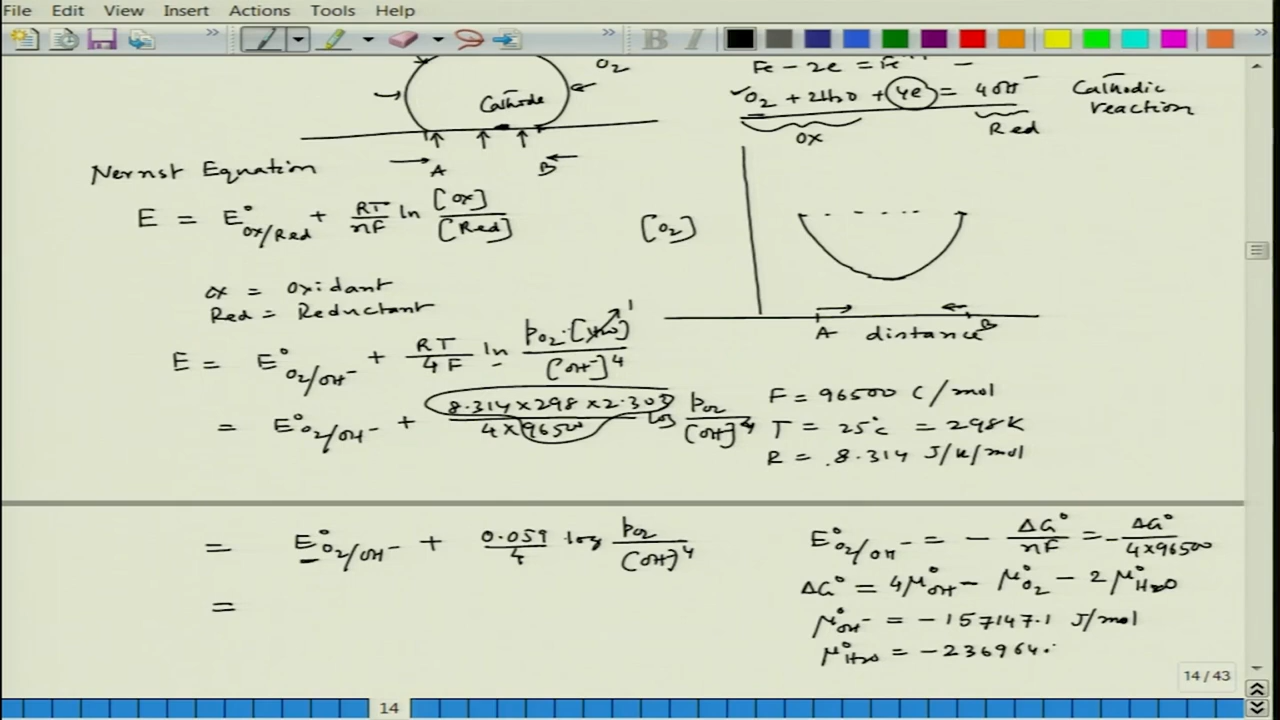 File Edit View Insert Actions Tools Help
O2
Cathode
A B
Fe - 2e = Fe++
O2 + 2H2O + 4e = 4OH- Cathodic reaction
Ox Red
Nernst Equation
E = E°Ox/Red + RT/nF ln [Ox]/[Red]
[O2]
Ox = Oxidant
Red = Reductant
A distance B
E = E°O2/OH- + RT/4F ln pO2·[H2O]/[OH-]^4
1
= E°O2/OH- + 8.314×298×2.303/4×96500 log pO2/[OH-]^4
F = 96500 C/mol
T = 25°C = 298K
R = 8.314 J/K/mol
= E°O2/OH- + 0.059/4 log pO2/[OH-]^4
=
E°O2/OH- = - ΔG°/nF = - ΔG°/4×96500
ΔG° = 4μ°OH- - μ°O2 - 2μ°H2O
μ°OH- = -157147.1 J/mol
μ°H2O = -236964.
14 / 43
14